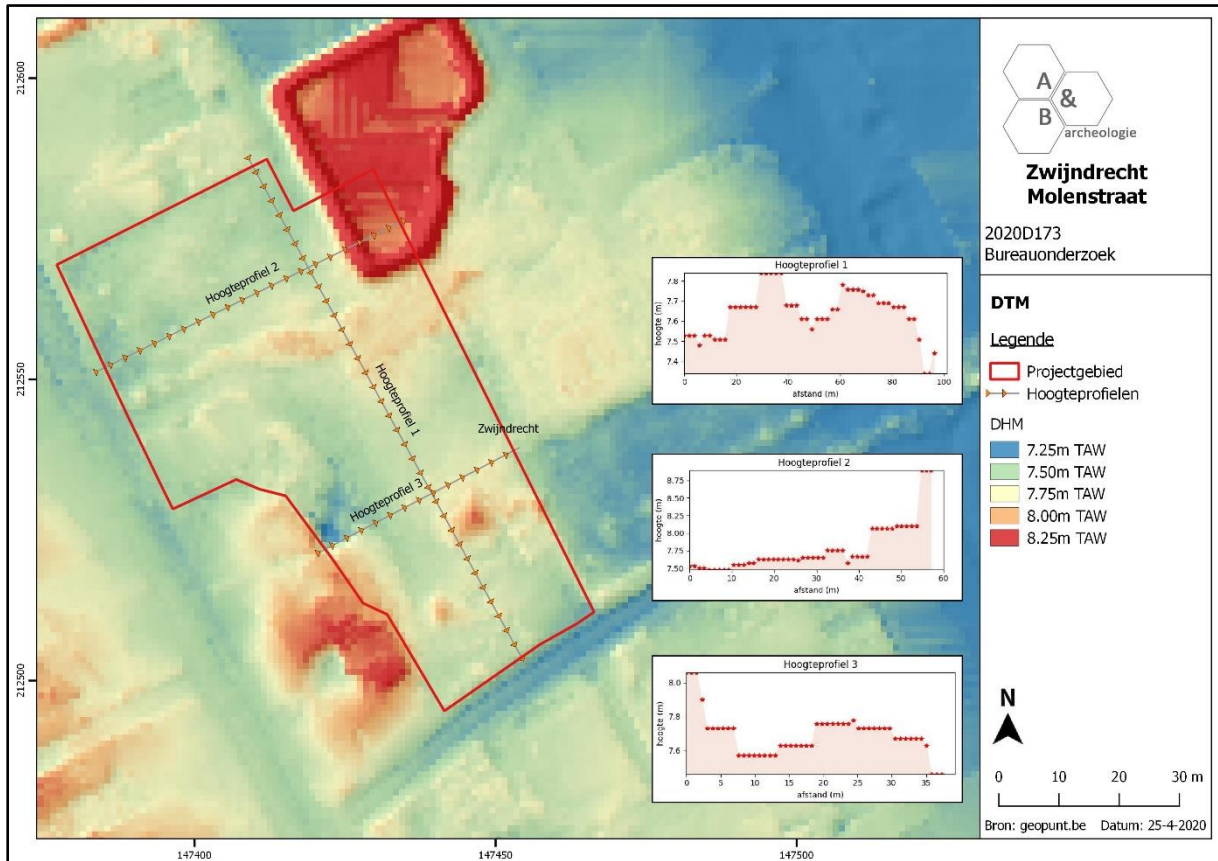 212600
212550
212500
147400
147450
147500
Hoogteprofiel 2
Hoogteprofiel 1
Zwijndrecht
Hoogteprofiel 3
Hoogteprofiel 1
hoogte (m)
7.8
7.7
7.6
7.5
7.4
0 20 40 60 80 100
afstand (m)
Hoogteprofiel 2
hoogte (m)
8.75
8.50
8.25
8.00
7.75
7.50
0 10 20 30 40 50 60
afstand (m)
Hoogteprofiel 3
hoogte (m)
8.0
7.8
7.6
0 5 10 15 20 25 30 35
afstand (m)
A
&
B
archeologie
Zwijndrecht
Molenstraat
2020D173
Bureauonderzoek
DTM
Legende
Projectgebied
Hoogteprofielen
DHM
7.25m TAW
7.50m TAW
7.75m TAW
8.00m TAW
8.25m TAW
N
0 10 20 30 m
Bron: geopunt.be Datum: 25-4-2020